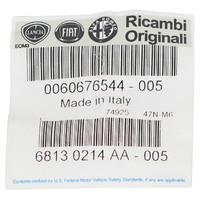 LANCIA
FIAT
Ricambi
Originali
0060676544 - 005
Made in Italy
74925 47N-M6
6813 0214 AA - 005